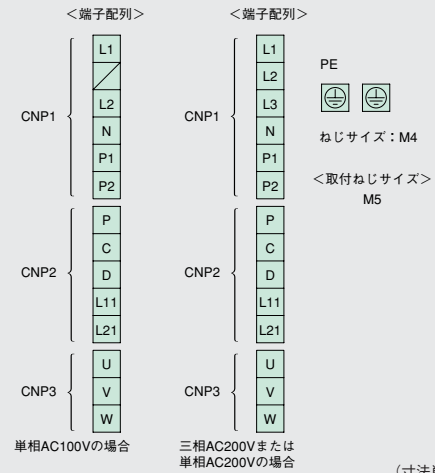 ＜端子配列＞
CNP1
L1
L2
N
P1
P2
CNP2
P
C
D
L11
L21
CNP3
U
V
W
単相AC100Vの場合
＜端子配列＞
CNP1
L1
L2
L3
N
P1
P2
CNP2
P
C
D
L11
L21
CNP3
U
V
W
三相AC200Vまたは
単相AC200Vの場合
PE
ねじサイズ：M4
＜取付ねじサイズ＞
M5
（寸法